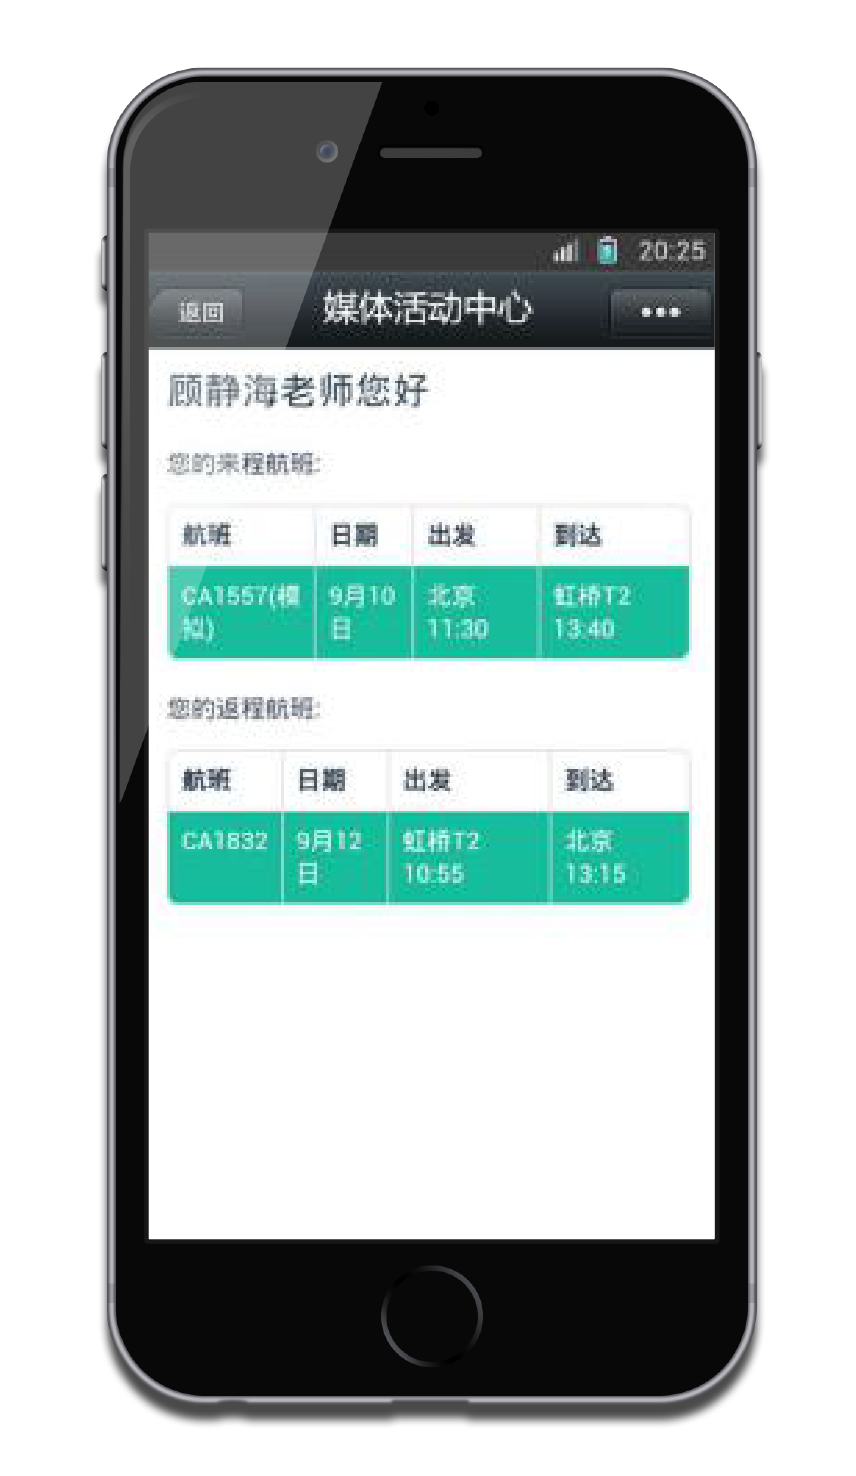 20:25
返回 媒体活动中心
顾静海老师您好
您的来程航班:
航班 日期 出发 到达
CA1557(模 9月10 北京 虹桥T2
拟) 日 11:30 13:40
您的返程航班:
航班 日期 出发 到达
CA1832 9月12 虹桥T2 北京
日 10:55 13:15